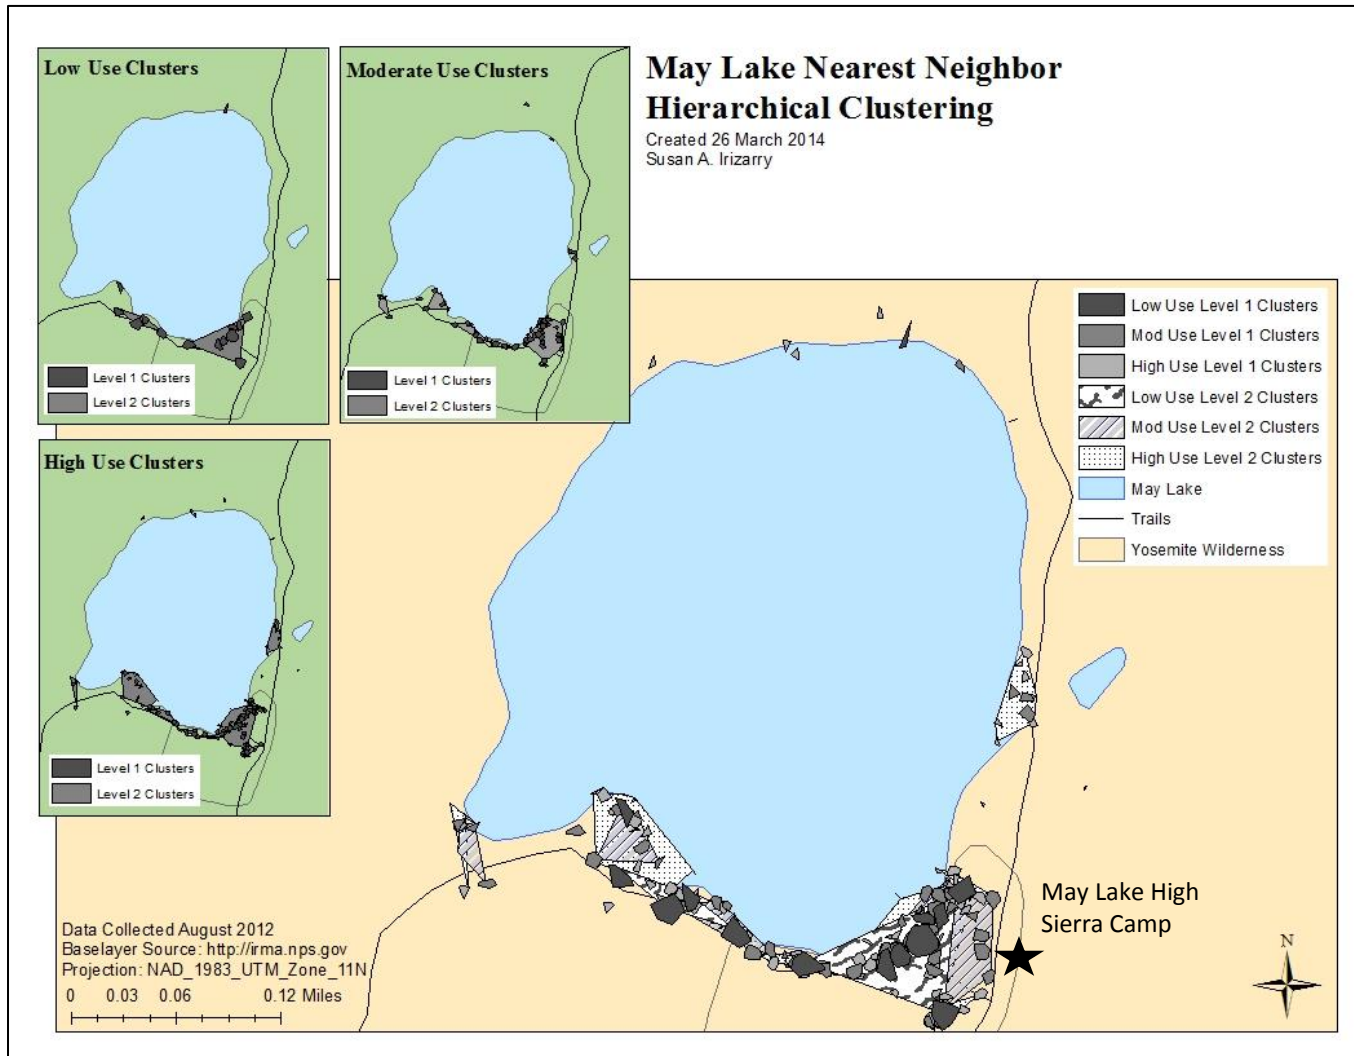 May Lake Nearest Neighbor
Hierarchical Clustering
Created 26 March 2014
Susan A. Irizarry
Low Use Clusters
Level 1 Clusters
Level 2 Clusters
Moderate Use Clusters
Level 1 Clusters
Level 2 Clusters
High Use Clusters
Level 1 Clusters
Level 2 Clusters
Low Use Level 1 Clusters
Mod Use Level 1 Clusters
High Use Level 1 Clusters
Low Use Level 2 Clusters
Mod Use Level 2 Clusters
High Use Level 2 Clusters
May Lake
Trails
Yosemite Wilderness
May Lake High
Sierra Camp
N
Data Collected August 2012
Baselayer Source: http://irma.nps.gov
Projection: NAD_1983_UTM_Zone_11N
0 0.03 0.06 0.12 Miles